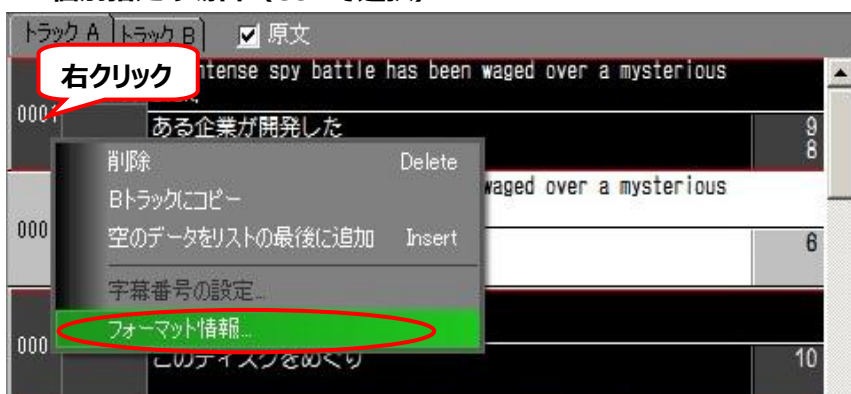 トラック A トラック B 原文
右クリック
tense spy battle has been waged over a mysterious
0001
ある企業が開発した
9
8
削除 Delete
waged over a mysterious
Bトラックにコピー
000
空のデータをリストの最後に追加 Insert
6
字幕番号の設定...
フォーマット情報...
000
このディスクをめぐり
10